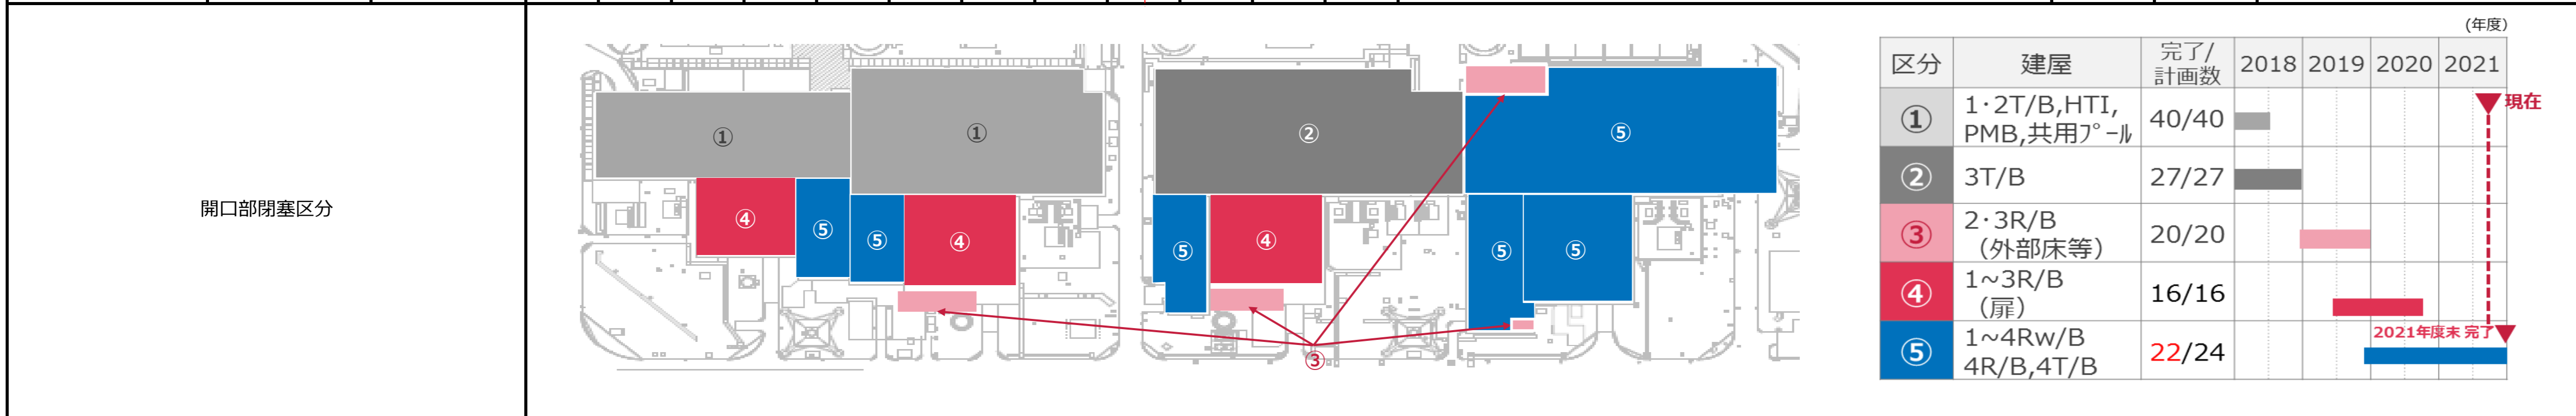 開口部閉塞区分
① ① ② ⑤
④ ⑤ ⑤ ④ ⑤ ④ ⑤ ⑤
③
（年度）
区分 建屋 完了/計画数 2018 2019 2020 2021
① 1･2T/B,HTI,PMB,共用ﾌﾟｰﾙ 40/40
現在
② 3T/B 27/27
③ 2･3R/B（外部床等） 20/20
④ 1~3R/B（扉） 16/16
2021年度末 完了
⑤ 1~4Rw/B 4R/B,4T/B 22/24